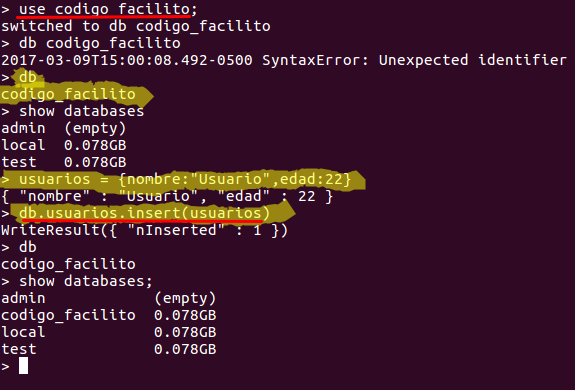 > use codigo_facilito;
switched to db codigo_facilito
> db codigo_facilito
2017-03-09T15:00:08.492-0500 SyntaxError: Unexpected identifier
> db
codigo_facilito
> show databases
admin  (empty)
local  0.078GB
test   0.078GB
> usuarios = {nombre:"Usuario",edad:22}
{ "nombre" : "Usuario", "edad" : 22 }
> db.usuarios.insert(usuarios)
WriteResult({ "nInserted" : 1 })
> db
codigo_facilito
> show databases;
admin            (empty)
codigo_facilito  0.078GB
local            0.078GB
test             0.078GB
>